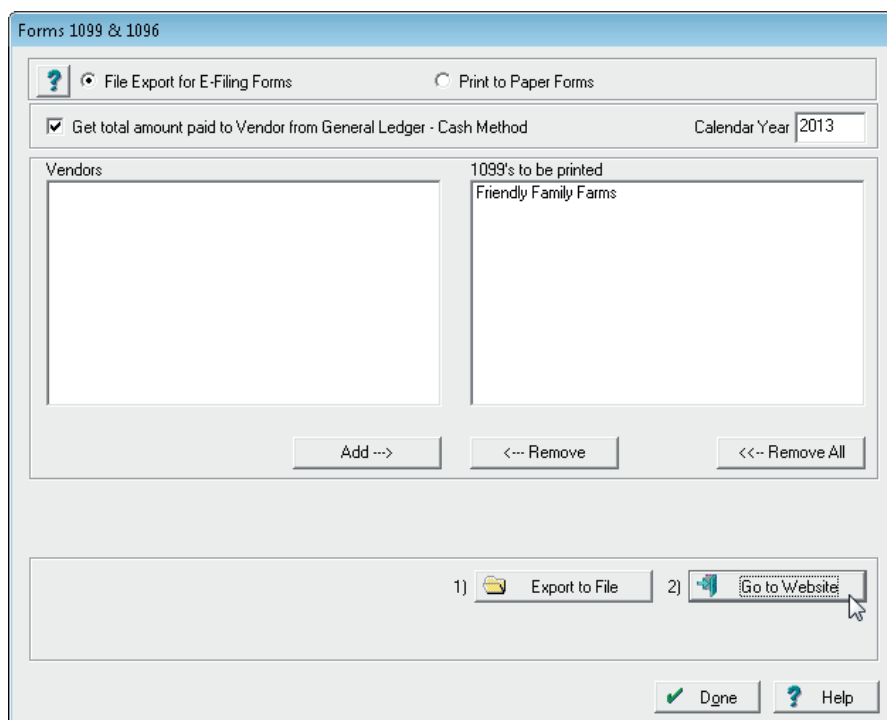 Forms 1099 & 1096
? File Export for E-Filing Forms Print to Paper Forms
Get total amount paid to Vendor from General Ledger - Cash Method Calendar Year 2013
Vendors 1099's to be printed
Friendly Family Farms
Add ---> <--- Remove <<-- Remove All
1) Export to File 2) Go to Website
Done ? Help